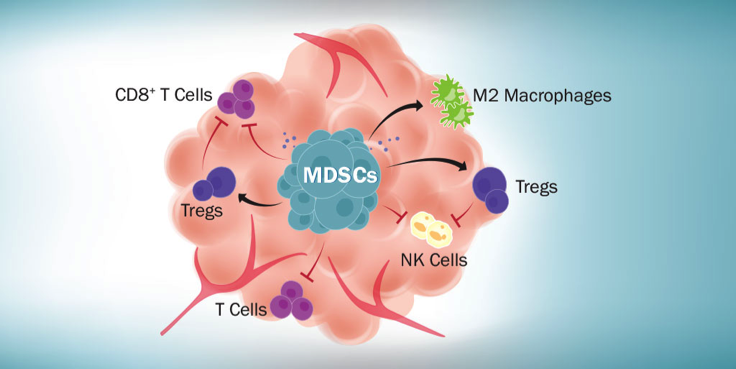 CD8⁺ T Cells
M2 Macrophages
MDSCs
Tregs
Tregs
NK Cells
T Cells